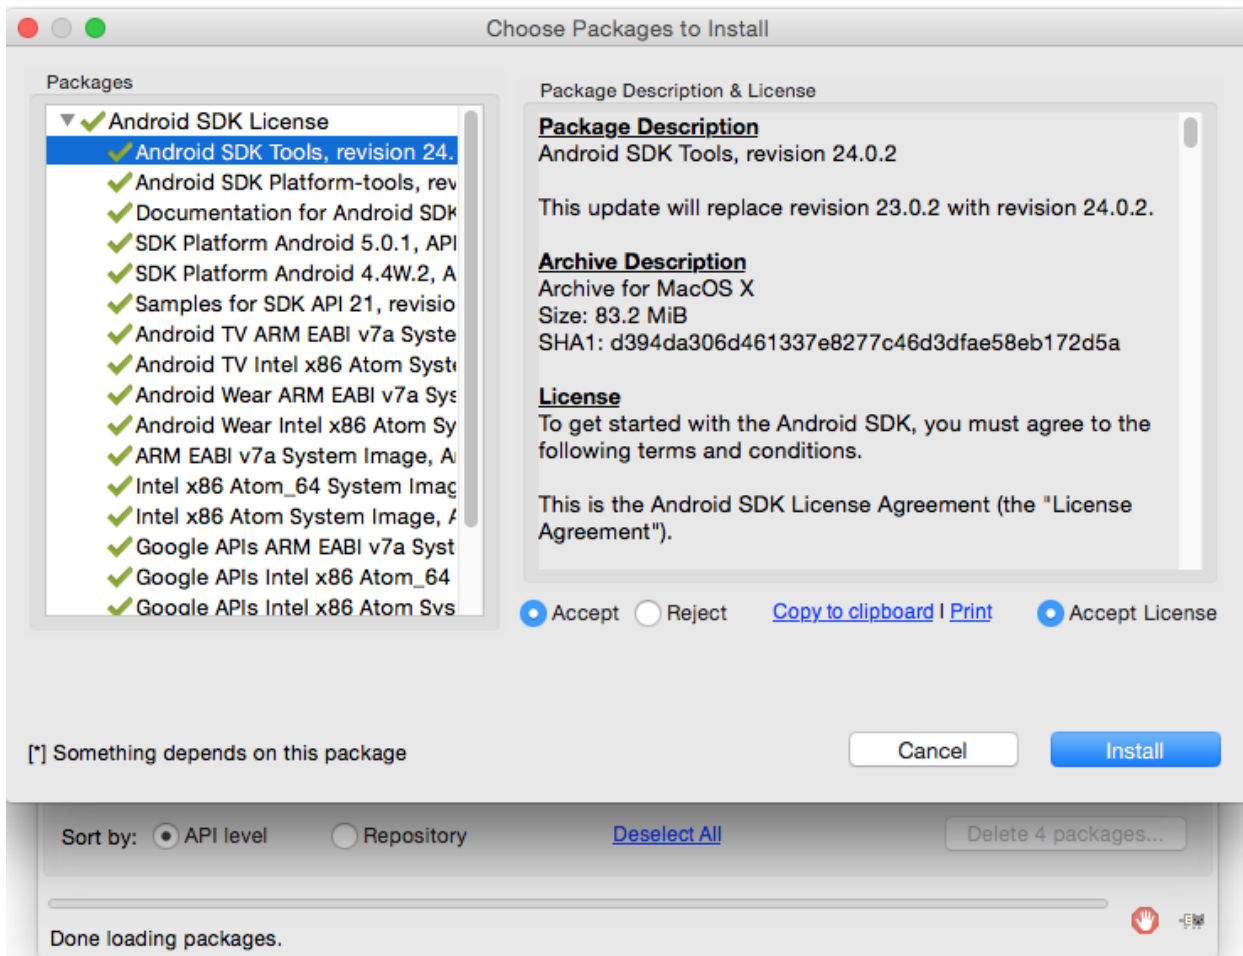 Choose Packages to Install
Packages
Android SDK License
Android SDK Tools, revision 24.
Android SDK Platform-tools, rev
Documentation for Android SDK
SDK Platform Android 5.0.1, API
SDK Platform Android 4.4W.2, A
Samples for SDK API 21, revisio
Android TV ARM EABI v7a Syste
Android TV Intel x86 Atom Syste
Android Wear ARM EABI v7a Sys
Android Wear Intel x86 Atom Sy
ARM EABI v7a System Image, A
Intel x86 Atom_64 System Imag
Intel x86 Atom System Image, A
Google APIs ARM EABI v7a Syst
Google APIs Intel x86 Atom_64
Google APIs Intel x86 Atom Sys
Package Description & License
Package Description
Android SDK Tools, revision 24.0.2
This update will replace revision 23.0.2 with revision 24.0.2.
Archive Description
Archive for MacOS X
Size: 83.2 MiB
SHA1: d394da306d461337e8277c46d3dfae58eb172d5a
License
To get started with the Android SDK, you must agree to the
following terms and conditions.
This is the Android SDK License Agreement (the "License
Agreement").
Accept Reject Copy to clipboard | Print Accept License
[*] Something depends on this package
Cancel Install
Sort by: API level Repository Deselect All Delete 4 packages...
Done loading packages.